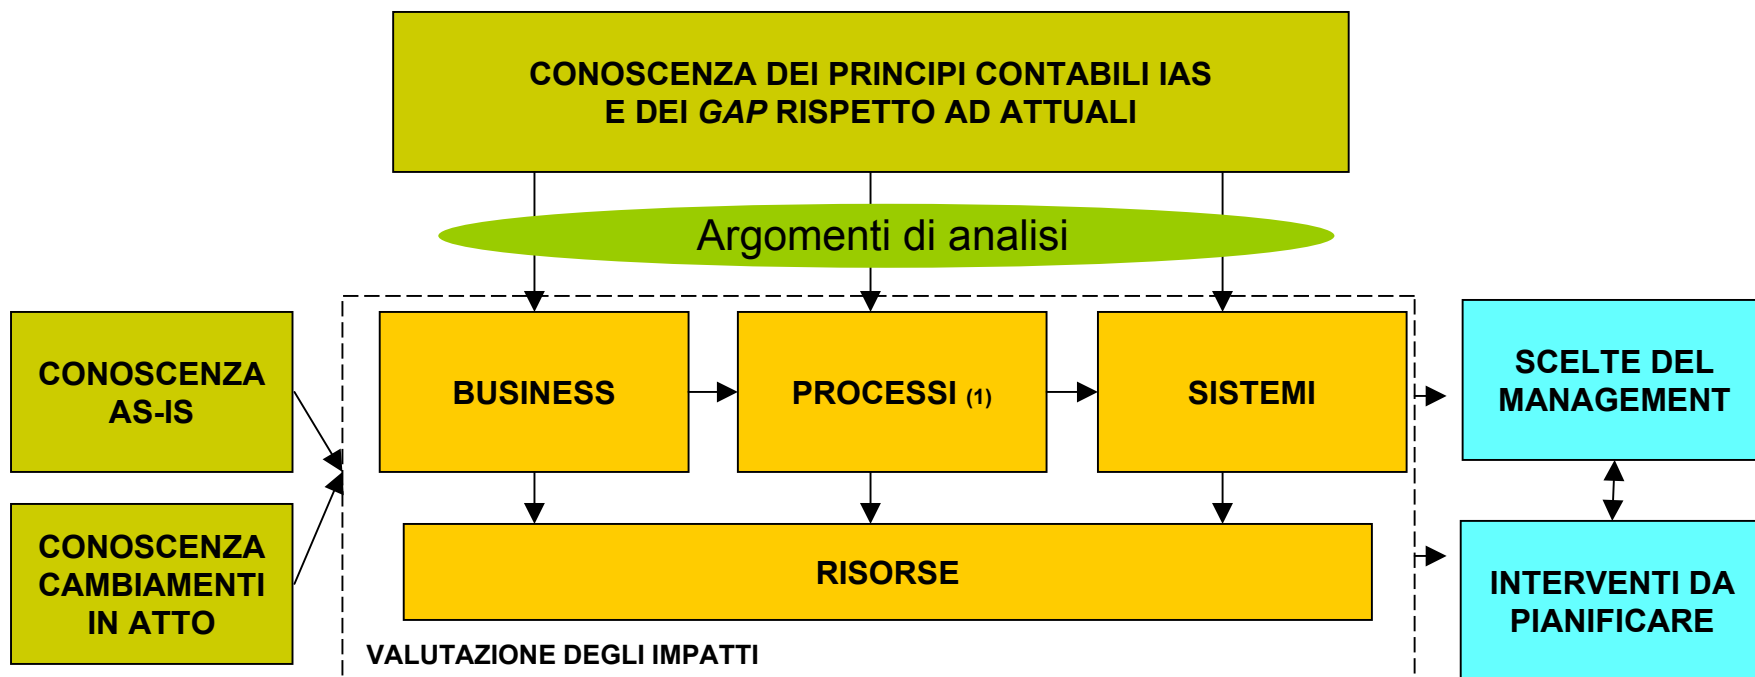 CONOSCENZA DEI PRINCIPI CONTABILI IAS
E DEI GAP RISPETTO AD ATTUALI
Argomenti di analisi
CONOSCENZA
AS-IS
CONOSCENZA
CAMBIAMENTI
IN ATTO
BUSINESS
PROCESSI (1)
SISTEMI
RISORSE
VALUTAZIONE DEGLI IMPATTI
SCELTE DEL
MANAGEMENT
INTERVENTI DA
PIANIFICARE